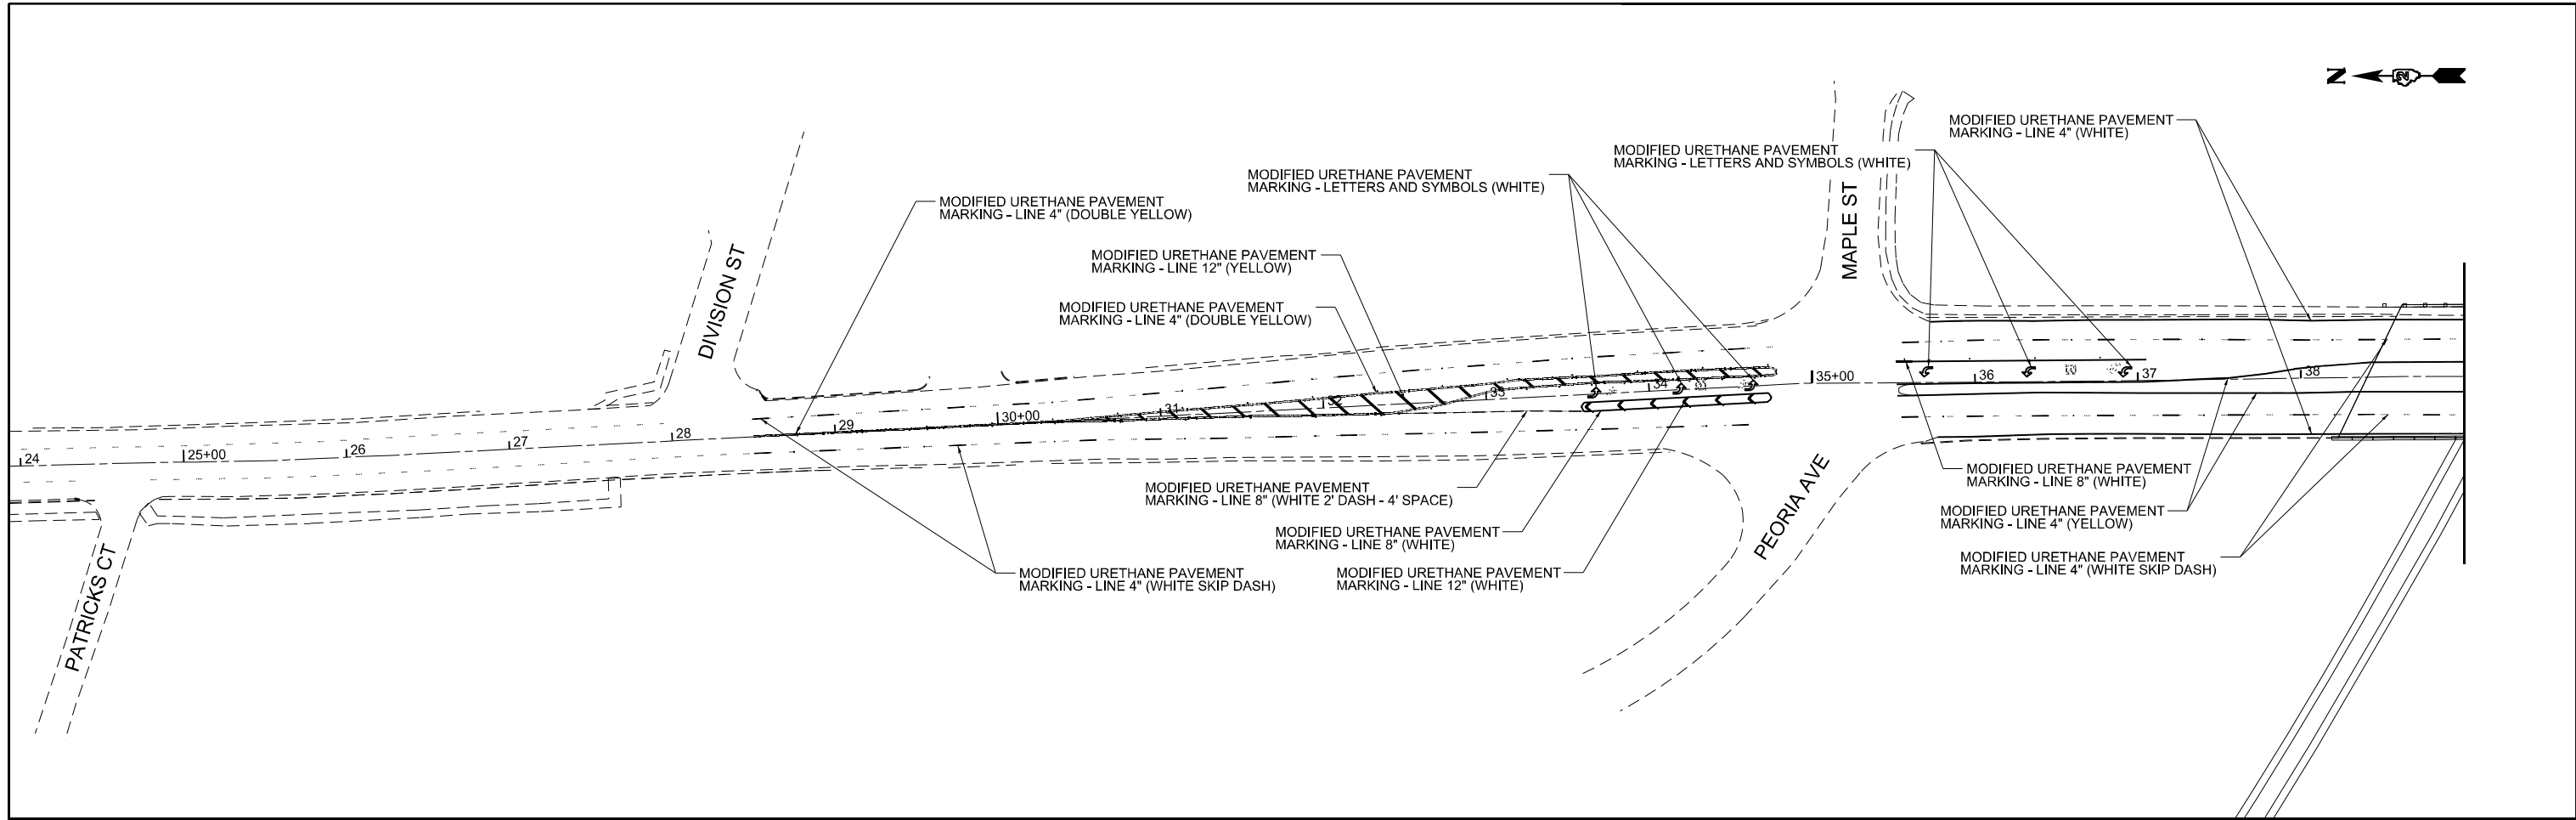 N
MODIFIED URETHANE PAVEMENT
MARKING - LINE 4" (WHITE)
MODIFIED URETHANE PAVEMENT
MARKING - LETTERS AND SYMBOLS (WHITE)
MODIFIED URETHANE PAVEMENT
MARKING - LETTERS AND SYMBOLS (WHITE)
MODIFIED URETHANE PAVEMENT
MARKING - LINE 4" (DOUBLE YELLOW)
MODIFIED URETHANE PAVEMENT
MARKING - LINE 12" (YELLOW)
MODIFIED URETHANE PAVEMENT
MARKING - LINE 4" (DOUBLE YELLOW)
DIVISION ST
MAPLE ST
24
25+00
26
27
28
29
30+00
31
32
33
34
35+00
36
37
38
MODIFIED URETHANE PAVEMENT
MARKING - LINE 8" (WHITE)
MODIFIED URETHANE PAVEMENT
MARKING - LINE 8" (WHITE 2' DASH - 4' SPACE)
PEORIA AVE
MODIFIED URETHANE PAVEMENT
MARKING - LINE 4" (YELLOW)
MODIFIED URETHANE PAVEMENT
MARKING - LINE 8" (WHITE)
MODIFIED URETHANE PAVEMENT
MARKING - LINE 4" (WHITE SKIP DASH)
MODIFIED URETHANE PAVEMENT
MARKING - LINE 4" (WHITE SKIP DASH)
MODIFIED URETHANE PAVEMENT
MARKING - LINE 12" (WHITE)
PATRICKS CT